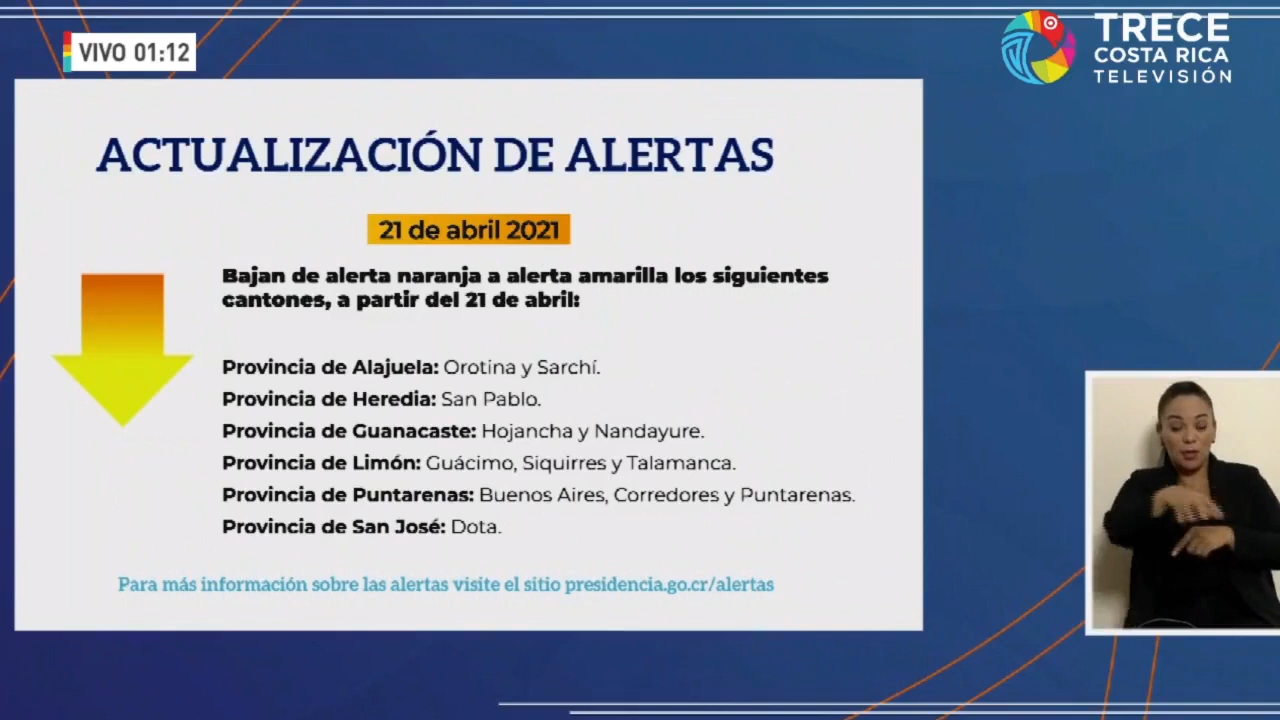 VIVO 01:12
TRECE
COSTA RICA
TELEVISIÓN
ACTUALIZACIÓN DE ALERTAS
21 de abril 2021
Bajan de alerta naranja a alerta amarilla los siguientes
cantones, a partir del 21 de abril:
Provincia de Alajuela: Orotina y Sarchí.
Provincia de Heredia: San Pablo.
Provincia de Guanacaste: Hojancha y Nandayure.
Provincia de Limón: Guácimo, Siquirres y Talamanca.
Provincia de Puntarenas: Buenos Aires, Corredores y Puntarenas.
Provincia de San José: Dota.
Para más información sobre las alertas visite el sitio presidencia.go.cr/alertas